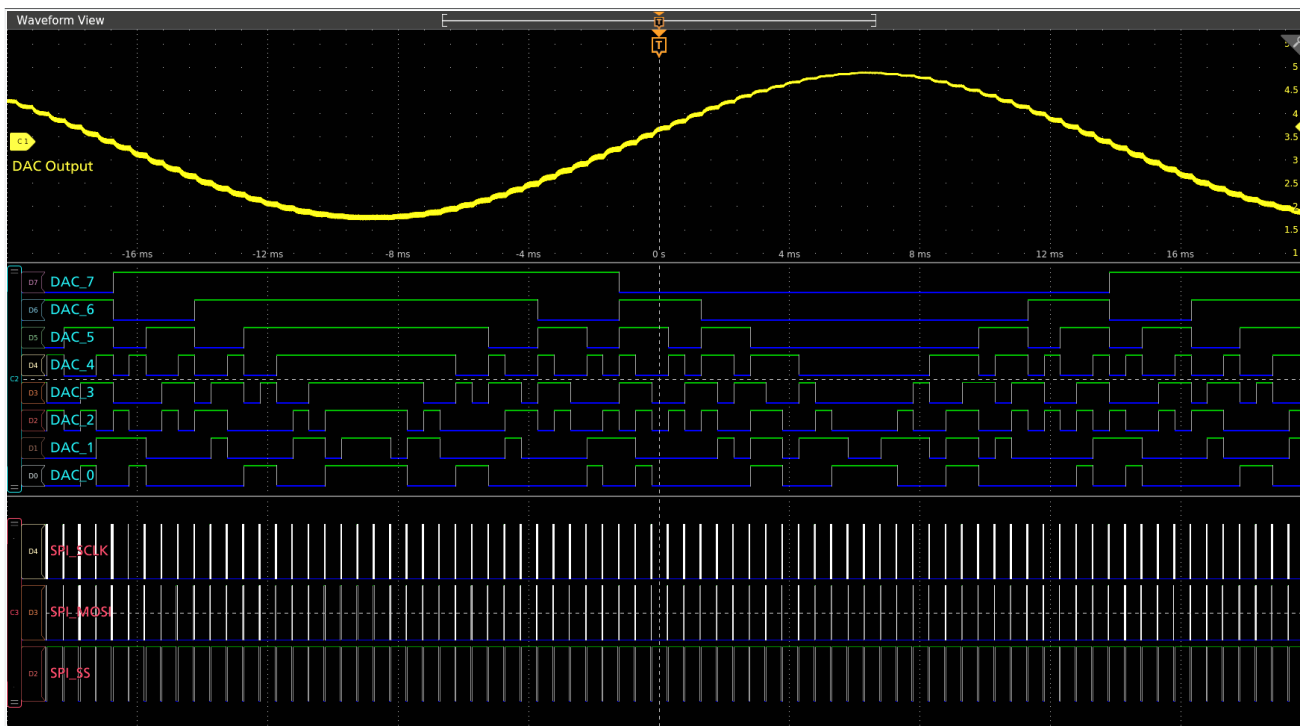 Waveform View
T
T
5
4.5
4
C 1
3.5
DAC Output
3
2.5
2
1.5
-16 ms -12 ms -8 ms -4 ms 0 s 4 ms 8 ms 12 ms 16 ms 1
D7 DAC_7
D6 DAC_6
D5 DAC_5
D4 DAC_4
C2
D3 DAC_3
D2 DAC_2
D1 DAC_1
D0 DAC_0
D4 SPI_SCLK
C3 D3 SPI_MOSI
D2 SPI_SS